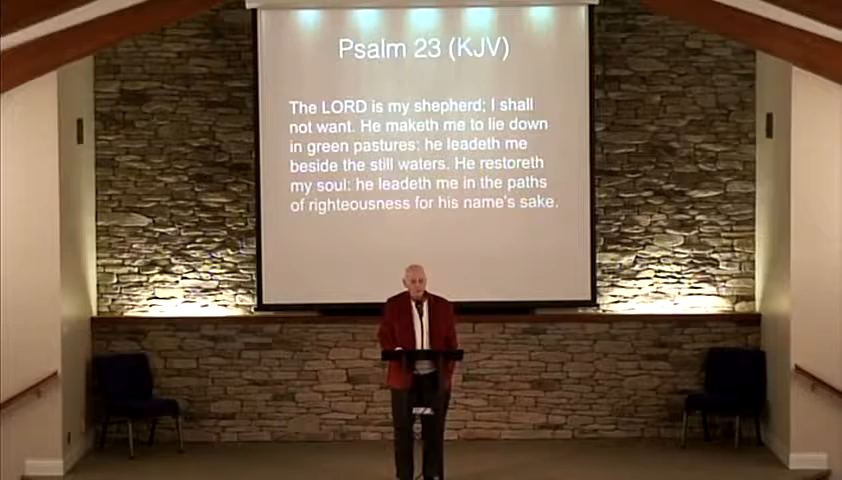 Psalm 23 (KJV)
The LORD is my shepherd; I shall
not want. He maketh me to lie down
in green pastures: he leadeth me
beside the still waters. He restoreth
my soul: he leadeth me in the paths
of righteousness for his name's sake.